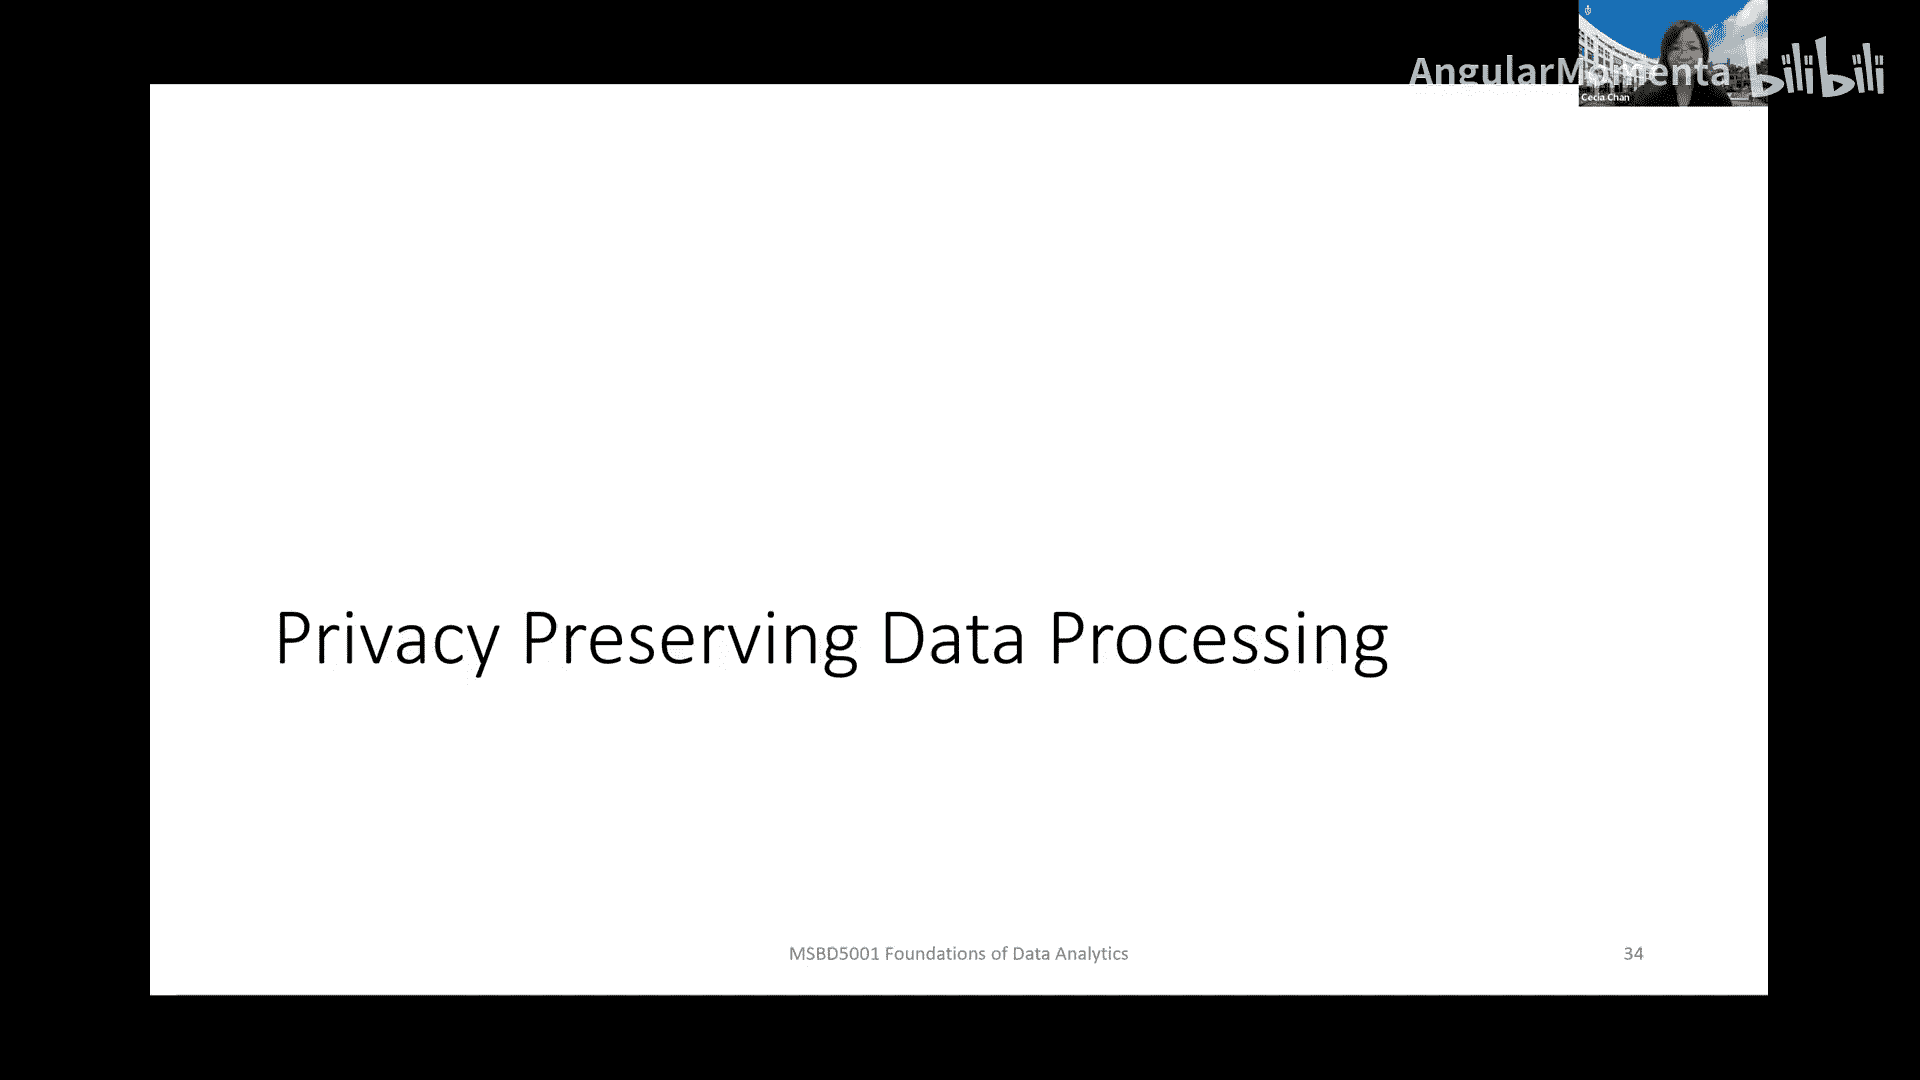 AngularMomenta bilibili
Cecia Chan
Privacy Preserving Data Processing
MSBD5001 Foundations of Data Analytics
34